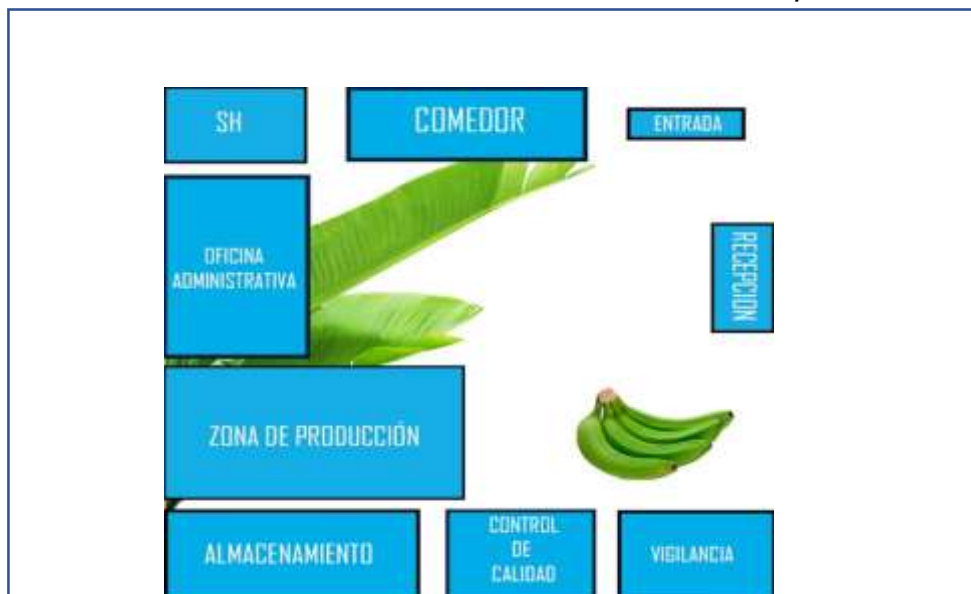 SH
COMEDOR
ENTRADA
OFICINA
ADMINISTRATIVA
RECEPCION
ZONA DE PRODUCCIÓN
ALMACENAMIENTO
CONTROL
DE
CALIDAD
VIGILANCIA